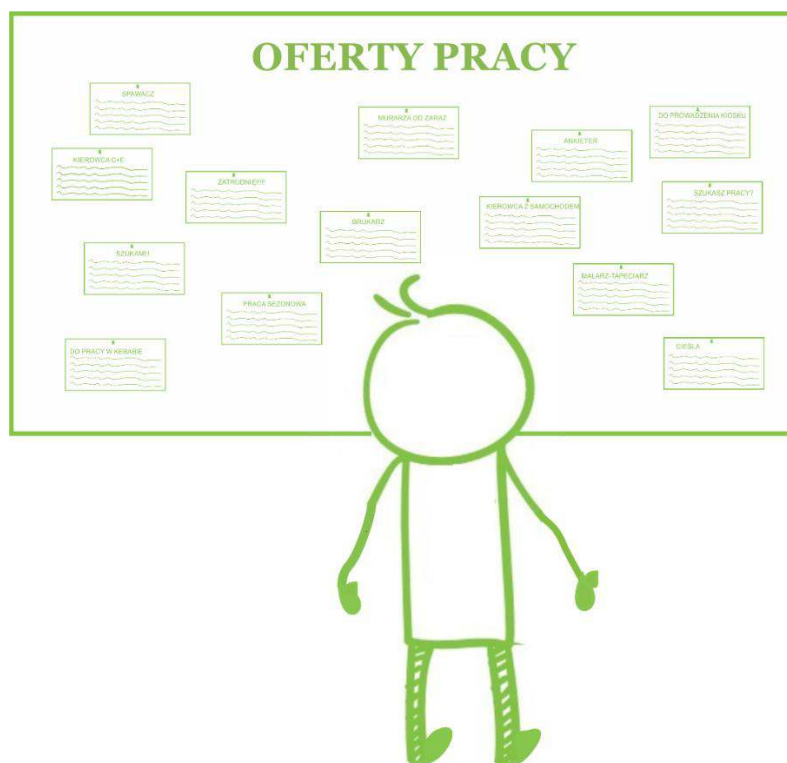 OFERTY PRACY
SPAWACZ
MURARZA OD ZARAZ
DO PROWADZENIA KIOSKU
ANKIETER
KIEROWCA C+E
ZATRUDNIĘ!!!!
SZUKASZ PRACY?
KIEROWCA Z SAMOCHODEM
BRUKARZ
SZUKAM!!
MALARZ-TAPECIARZ
PRACA SEZONOWA
DO PRACY W KEBABIE
CIEŚLA